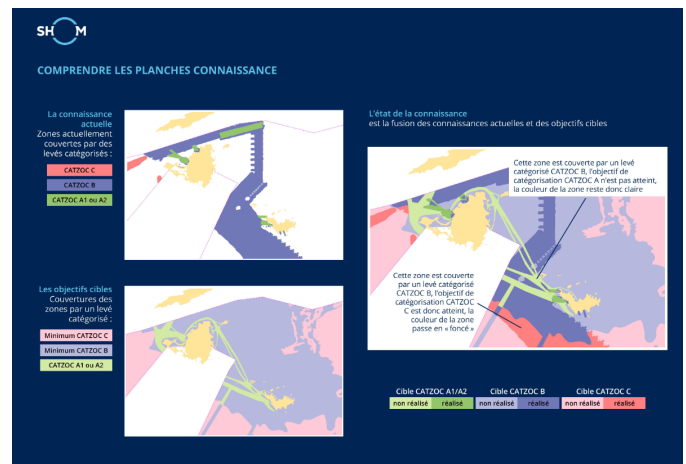 SHOM
COMPRENDRE LES PLANCHES CONNAISSANCE
La connaissance
actuelle
Zones actuellement
couvertes par des
levés catégorisés :
CATZOC C
CATZOC B
CATZOC A1 ou A2
Les objectifs cibles
Couvertures des
zones par un levé
catégorisé :
Minimum CATZOC C
Minimum CATZOC B
CATZOC A1 ou A2
L'état de la connaissance
est la fusion des connaissances actuelles et des objectifs cibles
Cette zone est couverte par un levé
catégorisé CATZOC B, l'objectif de
catégorisation CATZOC A n'est pas atteint,
la couleur de la zone reste donc claire
Cette zone est couverte
par un levé catégorisé
CATZOC B, l'objectif de
catégorisation CATZOC
C est donc atteint, la
couleur de la zone
passe en « foncé »
Cible CATZOC A1/A2 Cible CATZOC B Cible CATZOC C
non réalisé réalisé non réalisé réalisé non réalisé réalisé